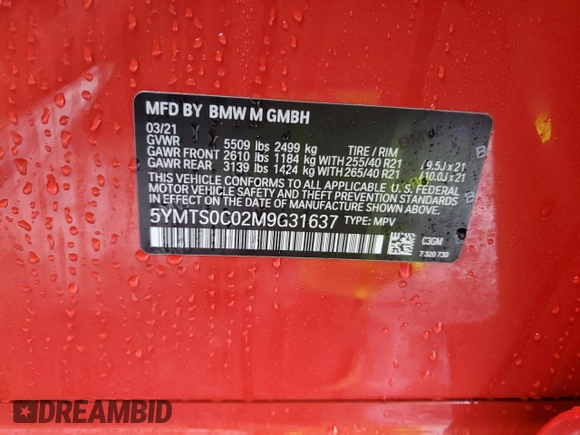 MFD BY BMW M GMBH
03/21
GVWR 5509 lbs 2499 kg TIRE / RIM
GAWR FRONT 2610 lbs 1184 kg WITH 255/40 R21 / 9.5J x 21
GAWR REAR 3139 lbs 1424 kg WITH 265/40 R21 /10.0J x 21
THIS VEHICLE CONFORMS TO ALL APPLICABLE U. S. FEDERAL
MOTOR VEHICLE SAFETY, BUMPER, AND THEFT PREVENTION
STANDARDS IN EFFECT ON THE DATE OF MANUFACTURE SHOWN ABOVE.
5YMTS0C02M9G31637 TYPE: MPV
C3GM
7 320 730
DREAMBID